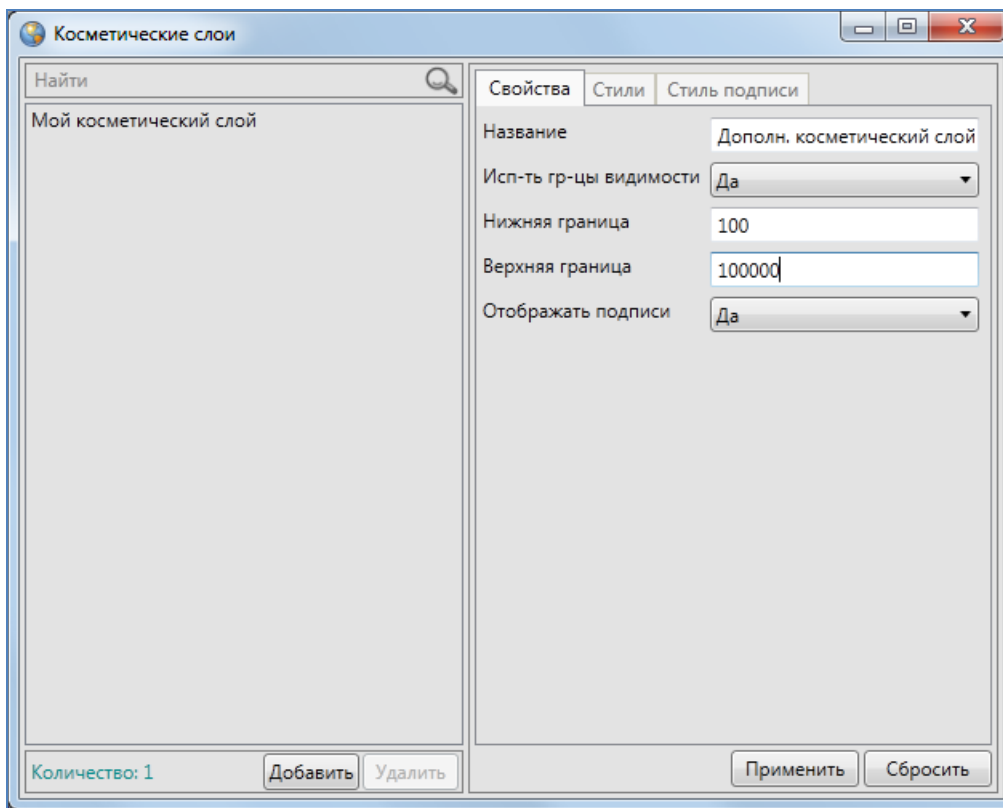 Косметические слои
Найти
Мой косметический слой
Количество: 1
Добавить
Удалить
Свойства
Стили
Стиль подписи
Название
Дополн. косметический слой
Исп-ть гр-цы видимости
Да
Нижняя граница
100
Верхняя граница
100000
Отображать подписи
Да
Применить
Сбросить